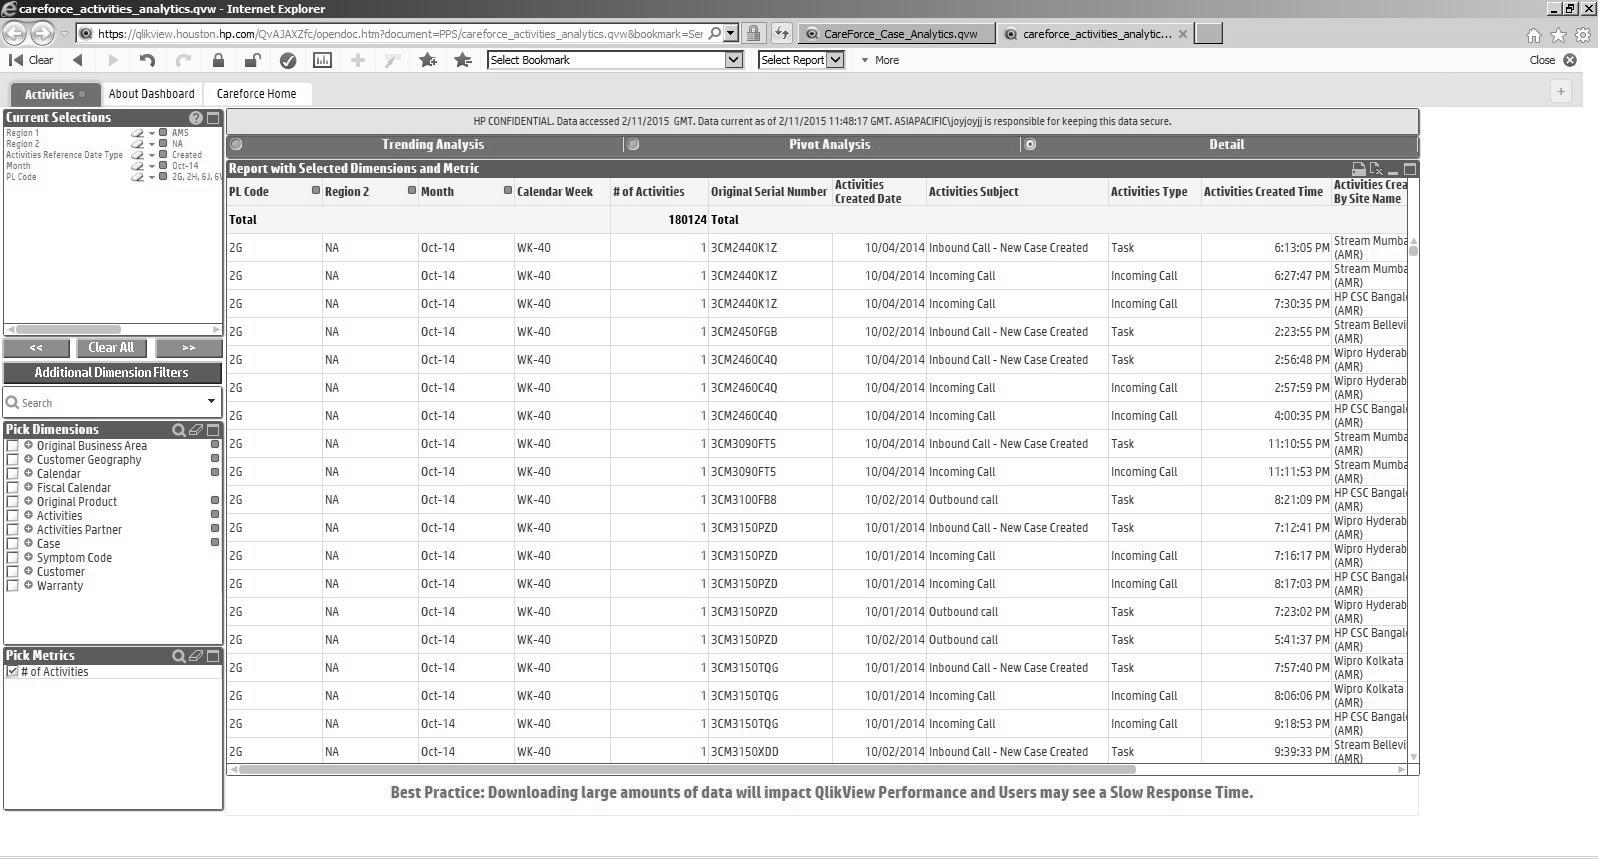 careforce_activities_analytics.qvw - Internet Explorer
https://qlikview.houston.hp.com/QvAJAXZfc/opendoc.htm?document=PPS/careforce_activities_analytics.qvw&bookmark=Ser
CareForce_Case_Analytics.qvw
careforce_activities_analytic...
Clear
Select Bookmark
Select Report
More
Close
Activities
About Dashboard
Careforce Home
Current Selections
Region 1 AMS
Region 2 NA
Activities Reference Date Type Created
Month Oct-14
PL Code 2G, 2H, 6J,
<< Clear All >>
Additional Dimension Filters
Search
Pick Dimensions
Original Business Area
Customer Geography
Calendar
Fiscal Calendar
Original Product
Activities
Activities Partner
Case
Symptom Code
Customer
Warranty
Pick Metrics
# of Activities
HP CONFIDENTIAL. Data accessed 2/11/2015 GMT. Data current as of 2/11/2015 11:48:17 GMT. ASIAPACIFIC\joyjoyjj is responsible for keeping this data secure.
Trending Analysis Pivot Analysis Detail
Report with Selected Dimensions and Metric
PL Code Region 2 Month Calendar Week # of Activities Original Serial Number Activities Created Date Activities Subject Activities Type Activities Created Time Activities Crea By Site Name
Total 180124 Total
2G NA Oct-14 WK-40 1 3CM2440K1Z 10/04/2014 Inbound Call - New Case Created Task 6:13:05 PM Stream Mumba (AMR)
2G NA Oct-14 WK-40 1 3CM2440K1Z 10/04/2014 Incoming Call Incoming Call 6:27:47 PM Stream Mumba (AMR)
2G NA Oct-14 WK-40 1 3CM2440K1Z 10/04/2014 Incoming Call Incoming Call 7:30:35 PM HP CSC Bangal (AMR)
2G NA Oct-14 WK-40 1 3CM2450FGB 10/02/2014 Inbound Call - New Case Created Task 2:23:55 PM Stream Bellevi (AMR)
2G NA Oct-14 WK-40 1 3CM2460C4Q 10/04/2014 Inbound Call - New Case Created Task 2:56:48 PM Wipro Hyderab (AMR)
2G NA Oct-14 WK-40 1 3CM2460C4Q 10/04/2014 Incoming Call Incoming Call 2:57:59 PM Wipro Hyderab (AMR)
2G NA Oct-14 WK-40 1 3CM2460C4Q 10/04/2014 Incoming Call Incoming Call 4:00:35 PM HP CSC Bangal (AMR)
2G NA Oct-14 WK-40 1 3CM3090FT5 10/04/2014 Inbound Call - New Case Created Task 11:10:55 PM Stream Mumba (AMR)
2G NA Oct-14 WK-40 1 3CM3090FT5 10/04/2014 Incoming Call Incoming Call 11:11:53 PM Stream Mumba (AMR)
2G NA Oct-14 WK-40 1 3CM3100FB8 10/02/2014 Outbound call Task 8:21:09 PM HP CSC Bangal (AMR)
2G NA Oct-14 WK-40 1 3CM3150PZD 10/01/2014 Inbound Call - New Case Created Task 7:12:41 PM Wipro Hyderab (AMR)
2G NA Oct-14 WK-40 1 3CM3150PZD 10/01/2014 Incoming Call Incoming Call 7:16:17 PM Wipro Hyderab (AMR)
2G NA Oct-14 WK-40 1 3CM3150PZD 10/01/2014 Incoming Call Incoming Call 8:17:03 PM HP CSC Bangal (AMR)
2G NA Oct-14 WK-40 1 3CM3150PZD 10/01/2014 Outbound call Task 7:23:02 PM Wipro Hyderab (AMR)
2G NA Oct-14 WK-40 1 3CM3150PZD 10/02/2014 Outbound call Task 5:41:37 PM HP CSC Bangal (AMR)
2G NA Oct-14 WK-40 1 3CM3150TQG 10/01/2014 Inbound Call - New Case Created Task 7:57:40 PM Wipro Kolkata (AMR)
2G NA Oct-14 WK-40 1 3CM3150TQG 10/01/2014 Incoming Call Incoming Call 8:06:06 PM Wipro Kolkata (AMR)
2G NA Oct-14 WK-40 1 3CM3150TQG 10/01/2014 Incoming Call Incoming Call 9:18:53 PM HP CSC Bangal (AMR)
2G NA Oct-14 WK-40 1 3CM3150XDD 10/02/2014 Inbound Call - New Case Created Task 9:39:33 PM Stream Bellevi (AMR)
Best Practice: Downloading large amounts of data will impact QlikView Performance and Users may see a Slow Response Time.